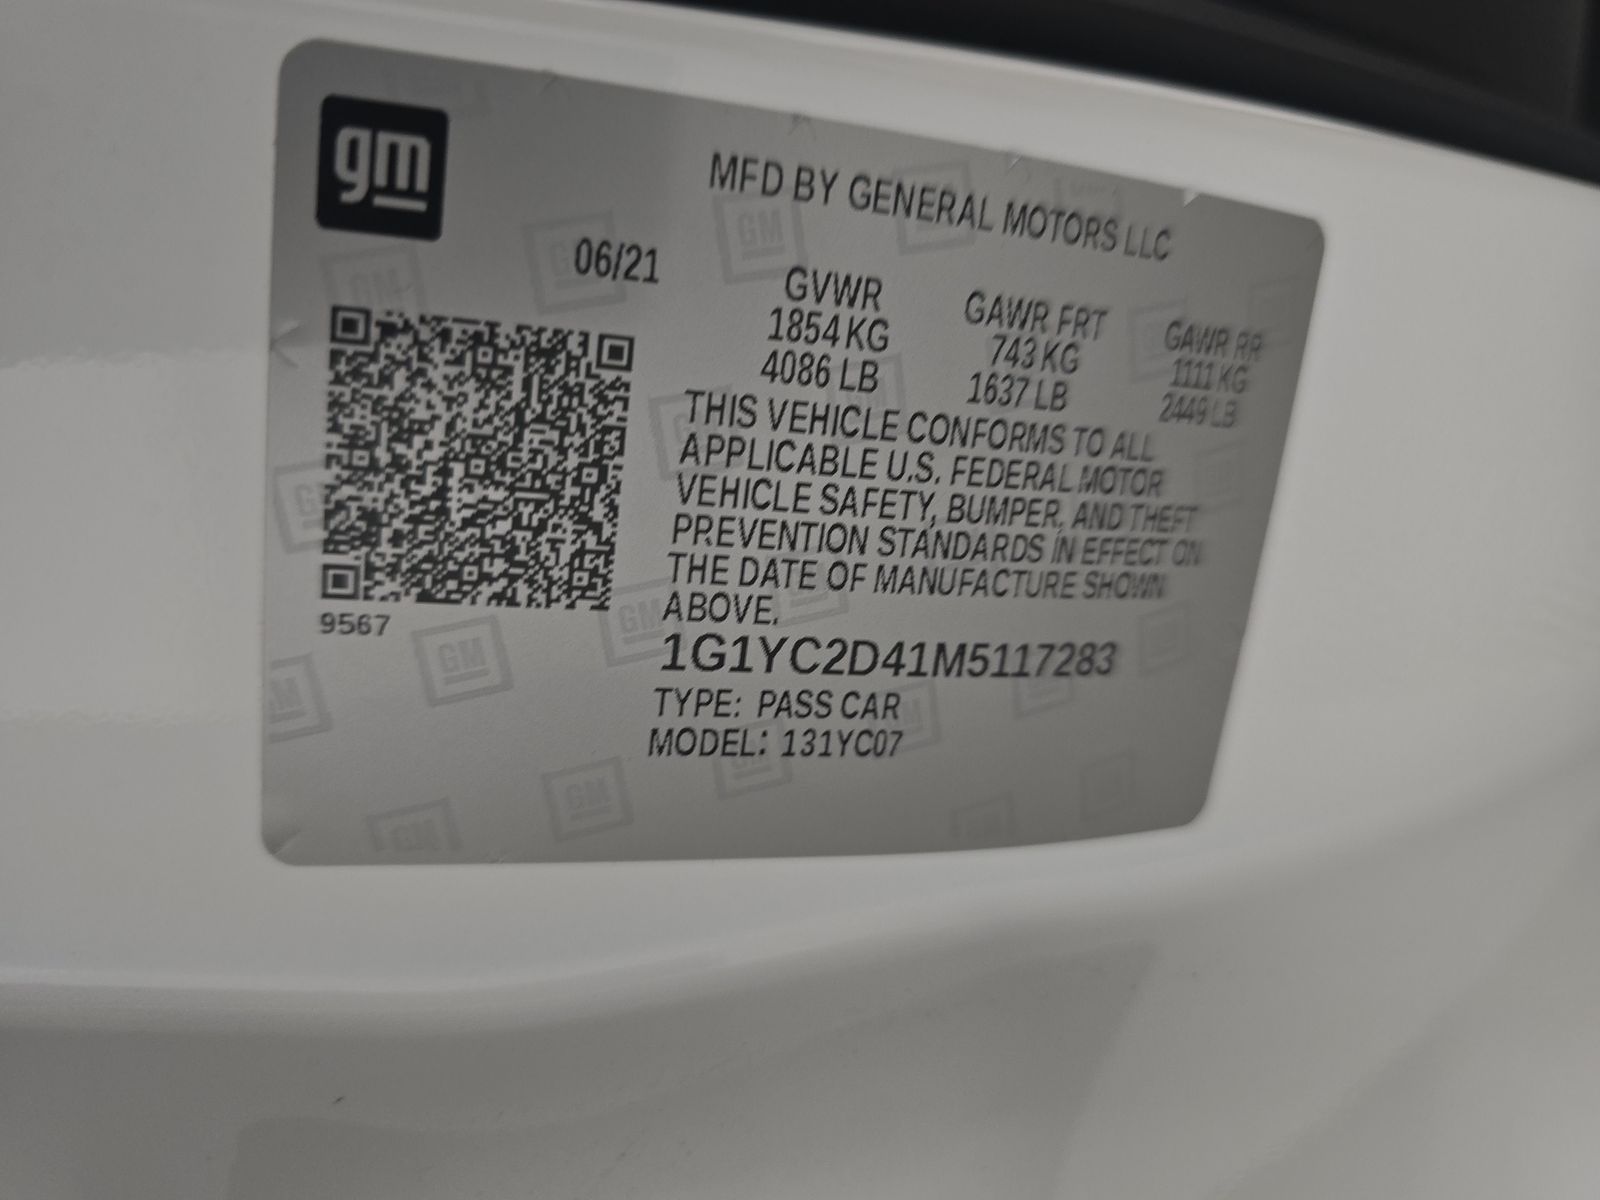 gm
MFD BY GENERAL MOTORS LLC
06/21
GVWR GAWR FRT GAWR RR
1854 KG 743 KG 1111 KG
4086 LB 1637 LB 2449 LB
THIS VEHICLE CONFORMS TO ALL
APPLICABLE U.S. FEDERAL MOTOR
VEHICLE SAFETY, BUMPER, AND THEFT
PREVENTION STANDARDS IN EFFECT ON
THE DATE OF MANUFACTURE SHOWN
ABOVE.
9567
1G1YC2D41M5117283
TYPE: PASS CAR
MODEL: 131YC07